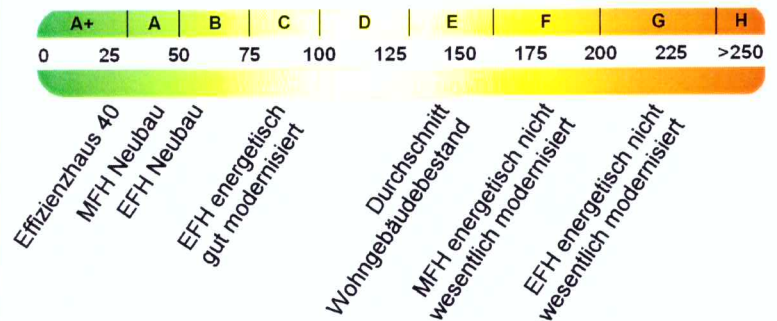 A+ A B C D E F G H
0 25 50 75 100 125 150 175 200 225 >250
Effizienzhaus 40
MFH Neubau
EFH Neubau
EFH energetisch
gut modernisiert
Durchschnitt
Wohngebäudebestand
MFH energetisch nicht
wesentlich modernisiert
EFH energetisch nicht
wesentlich modernisiert